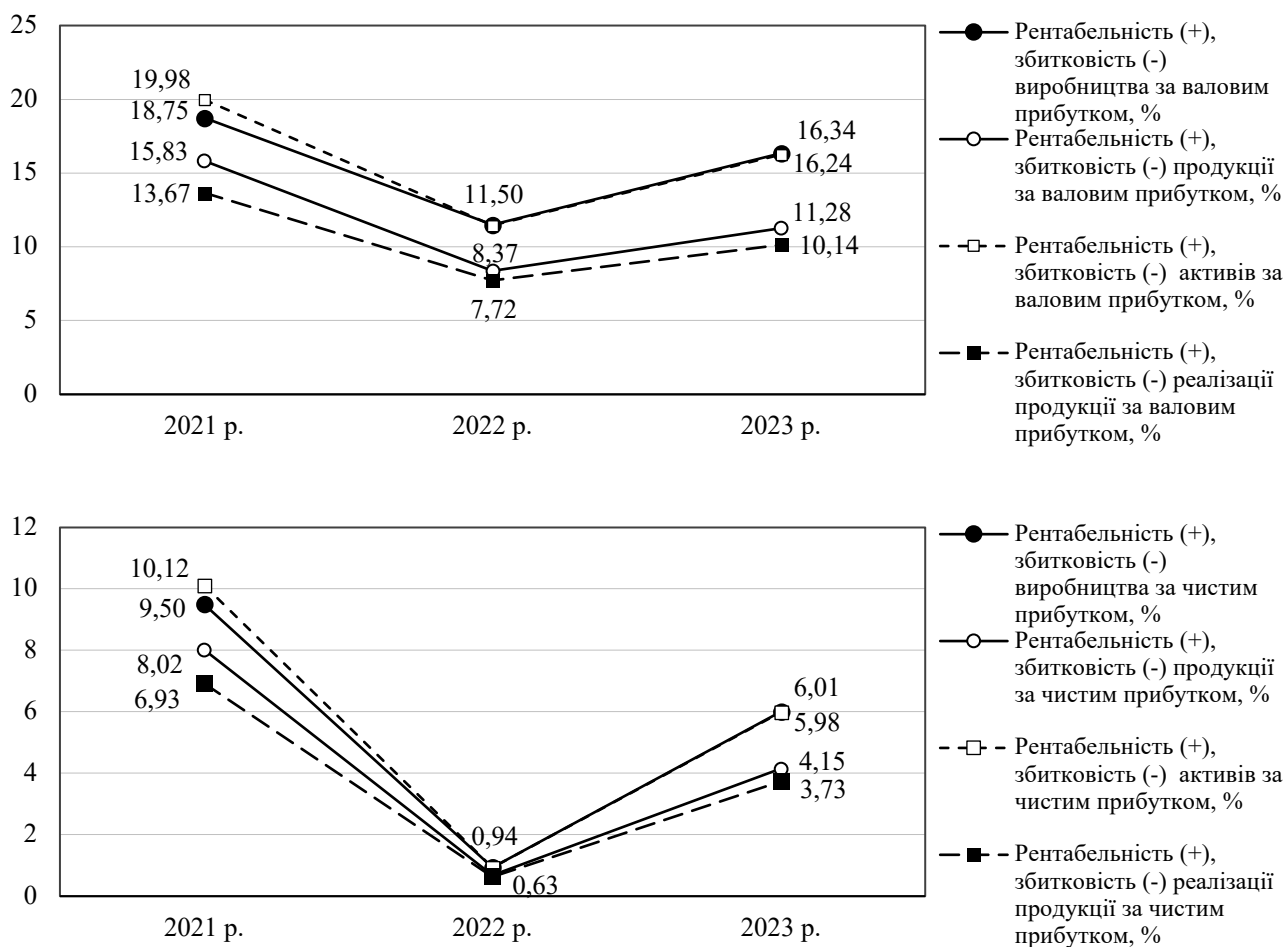 25
20
15
10
5
0
19,98
18,75
15,83
13,67
11,50
8,37
7,72
16,34
16,24
11,28
10,14
2021 р.
2022 р.
2023 р.
Рентабельність (+),
збитковість (-)
виробництва за валовим
прибутком, %
Рентабельність (+),
збитковість (-) продукції
за валовим прибутком, %
Рентабельність (+),
збитковість (-) активів за
валовим прибутком, %
Рентабельність (+),
збитковість (-) реалізації
продукції за валовим
прибутком, %
12
10
8
6
4
2
0
10,12
9,50
8,02
6,93
0,94
0,63
6,01
5,98
4,15
3,73
2021 р.
2022 р.
2023 р.
Рентабельність (+),
збитковість (-)
виробництва за чистим
прибутком, %
Рентабельність (+),
збитковість (-) продукції
за чистим прибутком, %
Рентабельність (+),
збитковість (-) активів за
чистим прибутком, %
Рентабельність (+),
збитковість (-) реалізації
продукції за чистим
прибутком, %